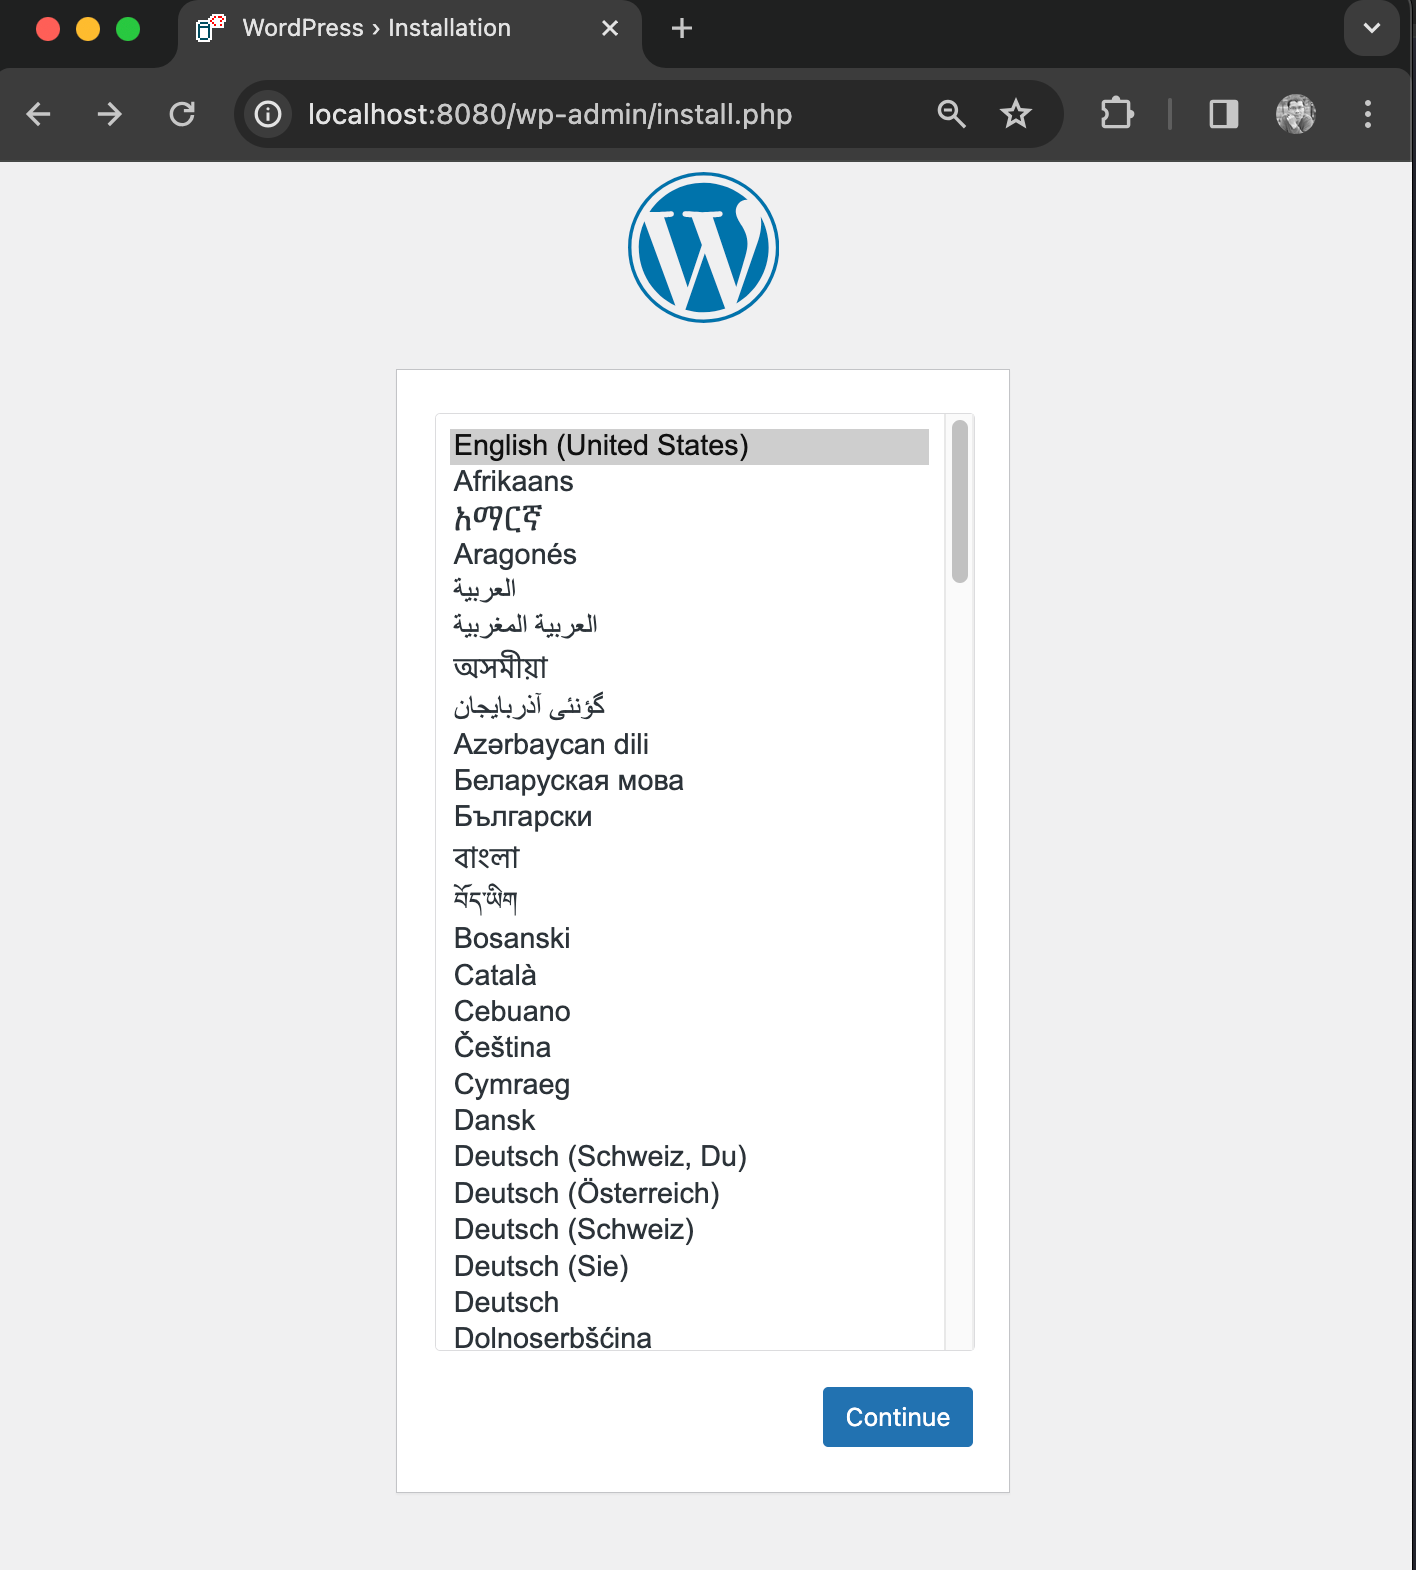 WordPress › Installation
localhost:8080/wp-admin/install.php
English (United States)
Afrikaans
አማርኛ
Aragonés
العربية
العربية المغربية
অসমীয়া
گؤنئی آذربایجان
Azərbaycan dili
Беларуская мова
Български
বাংলা
བོད་ཡིག
Bosanski
Català
Cebuano
Čeština
Cymraeg
Dansk
Deutsch (Schweiz, Du)
Deutsch (Österreich)
Deutsch (Schweiz)
Deutsch (Sie)
Deutsch
Dolnoserbšćina
Continue